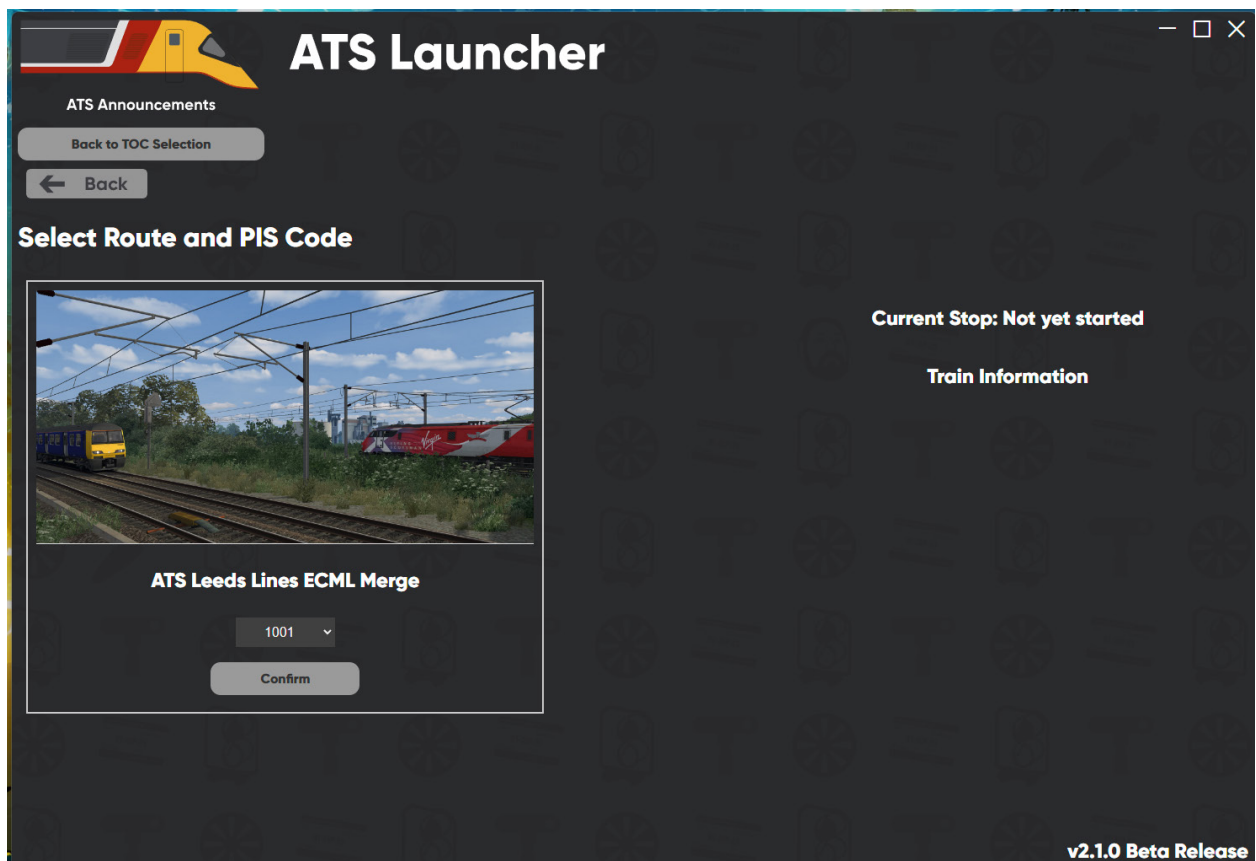 ATS Launcher
ATS Announcements
Back to TOC Selection
Back
Select Route and PIS Code
Current Stop: Not yet started
Train Information
Virgin
ATS Leeds Lines ECML Merge
1001
Confirm
v2.1.0 Beta Release